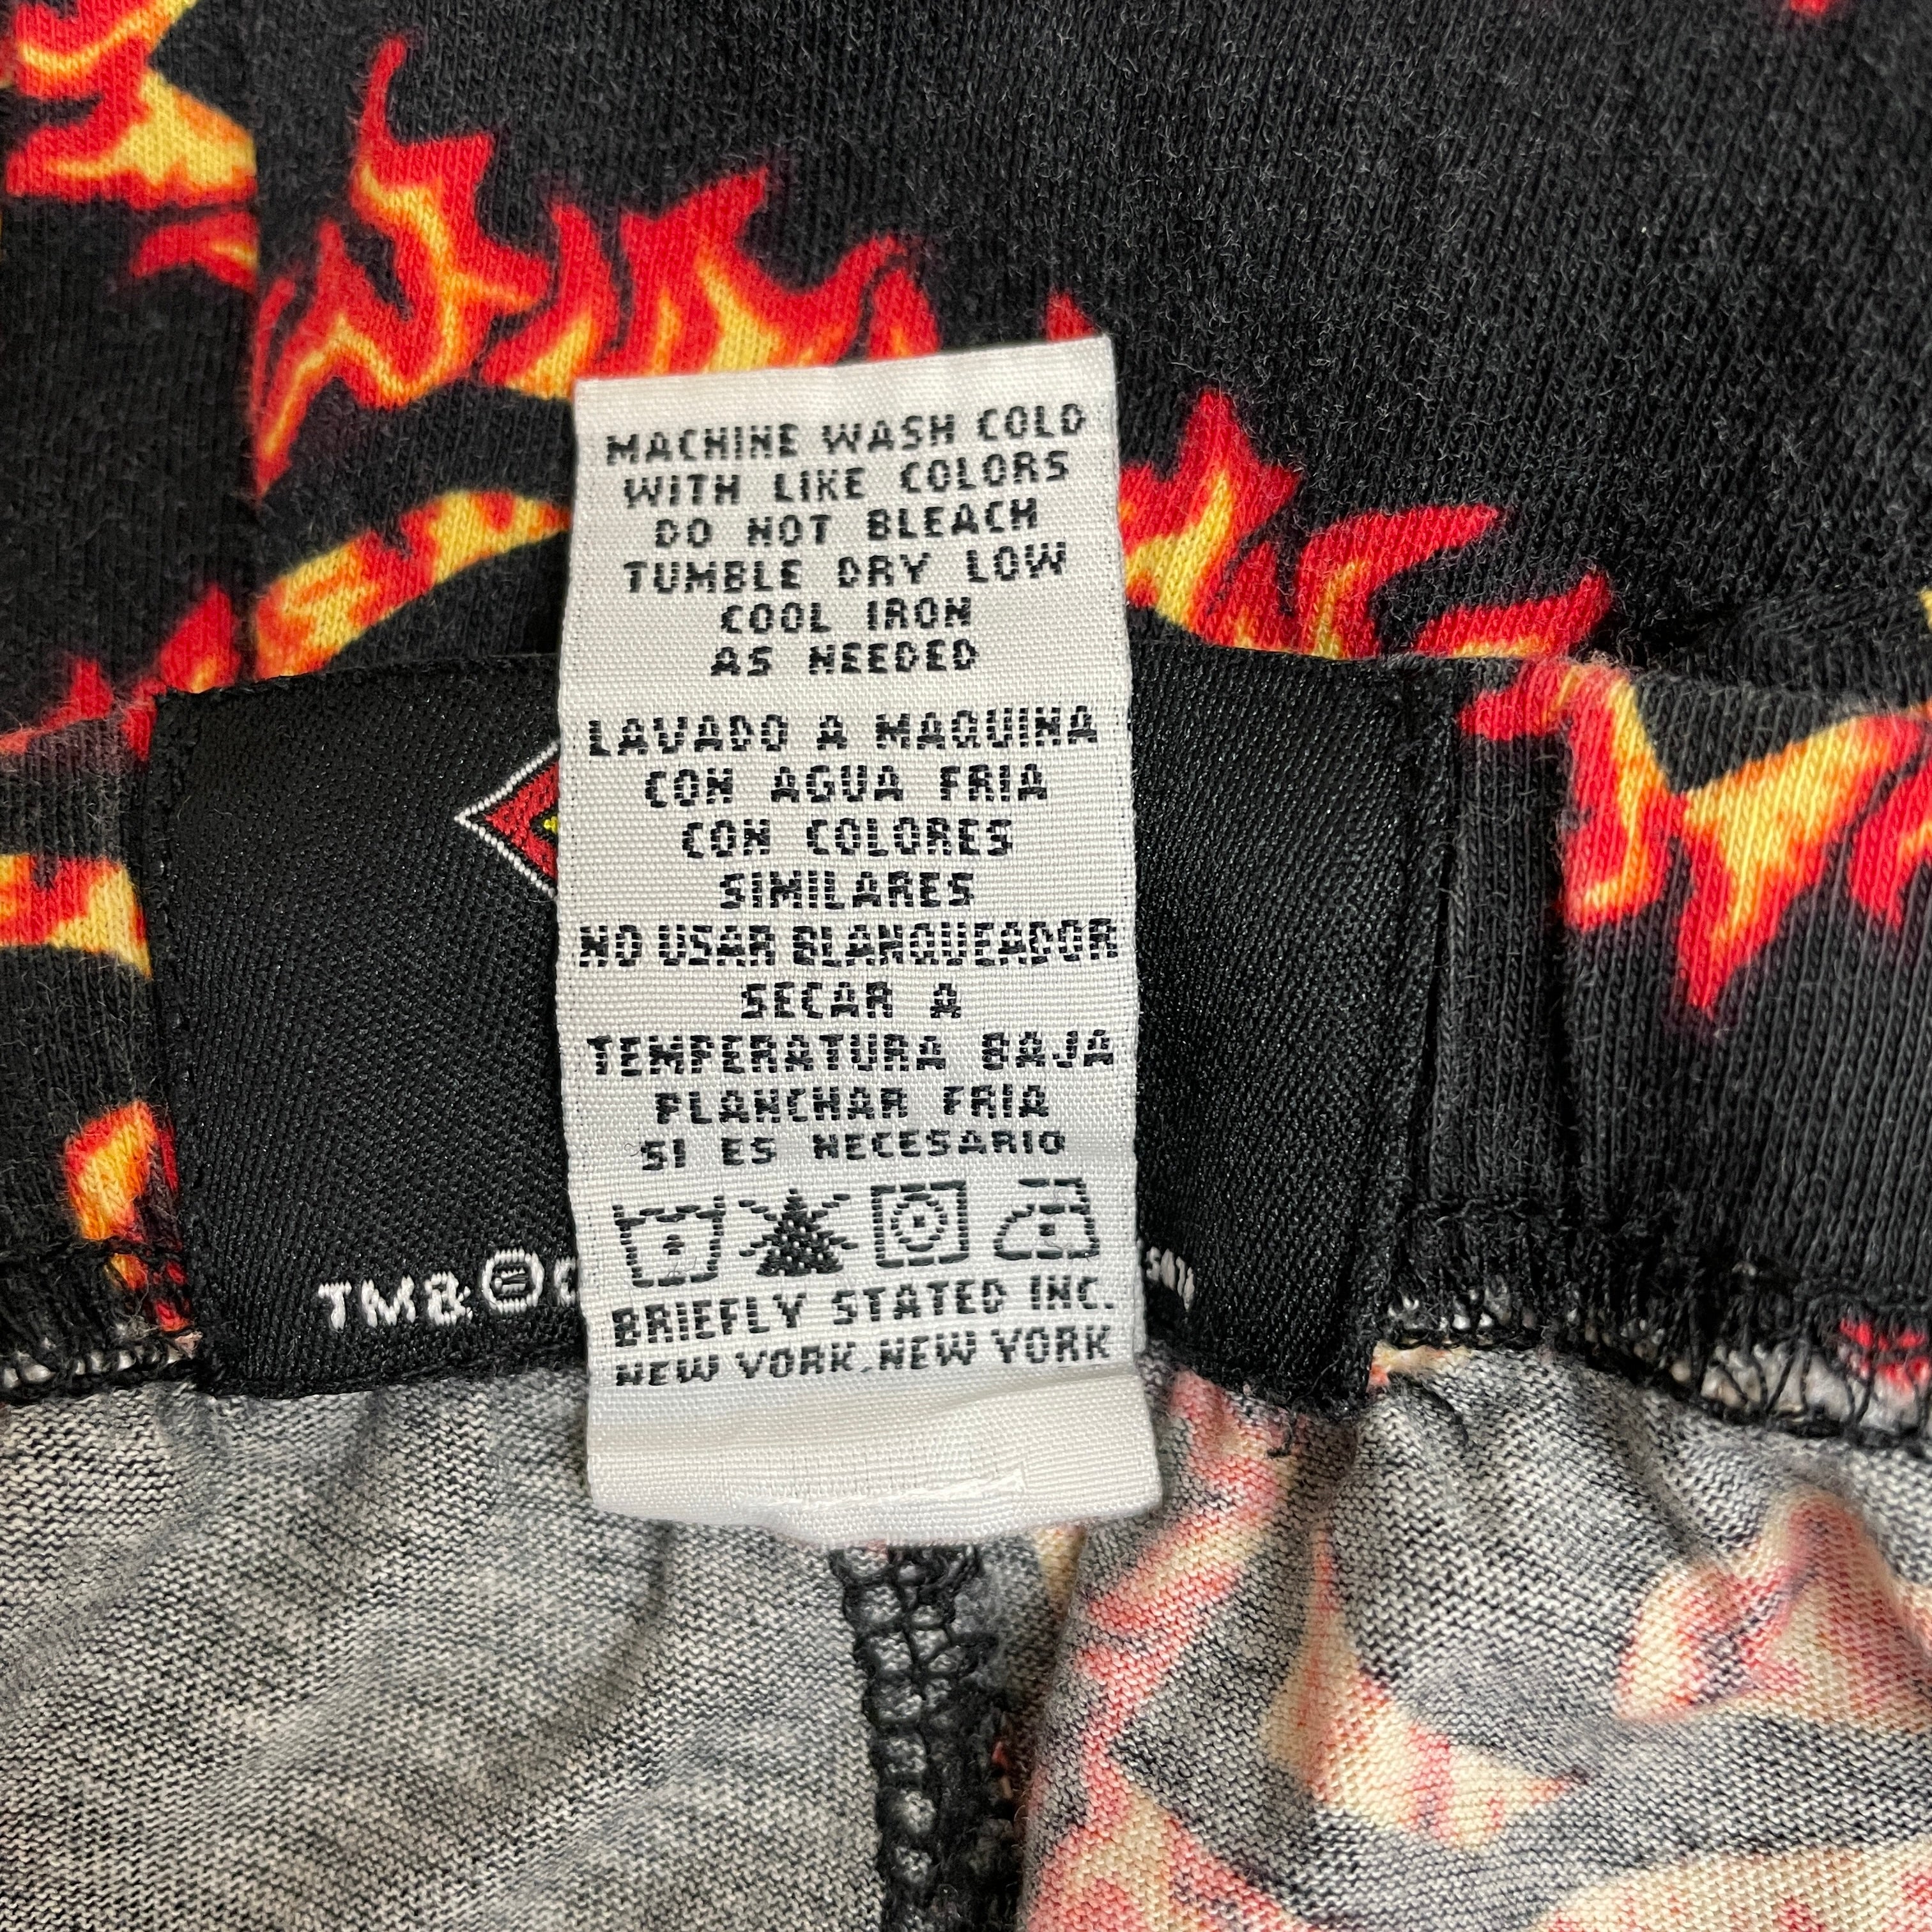 MACHINE WASH COLD
WITH LIKE COLORS
DO NOT BLEACH
TUMBLE DRY LOW
COOL IRON
AS NEEDED
LAVADO A MAQUINA
CON AGUA FRIA
CON COLORES
SIMILARES
NO USAR BLANQUEADOR
SECAR A
TEMPERATURA BAJA
PLANCHAR FRIA
SI ES NECESARIO
BRIEFLY STATED INC.
NEW YORK, NEW YORK
TM&©